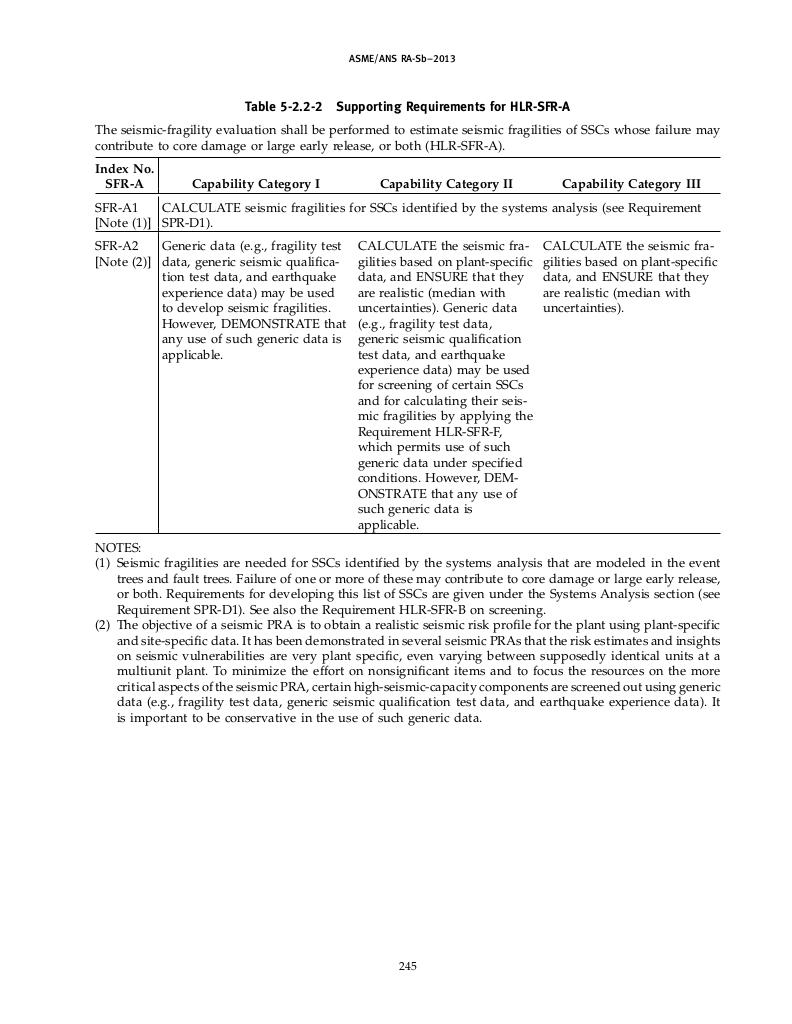 ASME/ANS RA-Sb–2013
Table 5-2.2-2 Supporting Requirements for HLR-SFR-A
The seismic-fragility evaluation shall be performed to estimate seismic fragilities of SSCs whose failure may
contribute to core damage or large early release, or both (HLR-SFR-A).
Index No.
SFR-A
Capability Category I
Capability Category II
Capability Category III
SFR-A1
[Note (1)]
CALCULATE seismic fragilities for SSCs identified by the systems analysis (see Requirement
SPR-D1).
SFR-A2
[Note (2)]
Generic data (e.g., fragility test
data, generic seismic qualifica-
tion test data, and earthquake
experience data) may be used
to develop seismic fragilities.
However, DEMONSTRATE that
any use of such generic data is
applicable.
CALCULATE the seismic fra-
gilities based on plant-specific
data, and ENSURE that they
are realistic (median with
uncertainties). Generic data
(e.g., fragility test data,
generic seismic qualification
test data, and earthquake
experience data) may be used
for screening of certain SSCs
and for calculating their seis-
mic fragilities by applying the
Requirement HLR-SFR-F,
which permits use of such
generic data under specified
conditions. However, DEM-
ONSTRATE that any use of
such generic data is
applicable.
CALCULATE the seismic fra-
gilities based on plant-specific
data, and ENSURE that they
are realistic (median with
uncertainties).
NOTES:
(1) Seismic fragilities are needed for SSCs identified by the systems analysis that are modeled in the event
trees and fault trees. Failure of one or more of these may contribute to core damage or large early release,
or both. Requirements for developing this list of SSCs are given under the Systems Analysis section (see
Requirement SPR-D1). See also the Requirement HLR-SFR-B on screening.
(2) The objective of a seismic PRA is to obtain a realistic seismic risk profile for the plant using plant-specific
and site-specific data. It has been demonstrated in several seismic PRAs that the risk estimates and insights
on seismic vulnerabilities are very plant specific, even varying between supposedly identical units at a
multiunit plant. To minimize the effort on nonsignificant items and to focus the resources on the more
critical aspects of the seismic PRA, certain high-seismic-capacity components are screened out using generic
data (e.g., fragility test data, generic seismic qualification test data, and earthquake experience data). It
is important to be conservative in the use of such generic data.
245